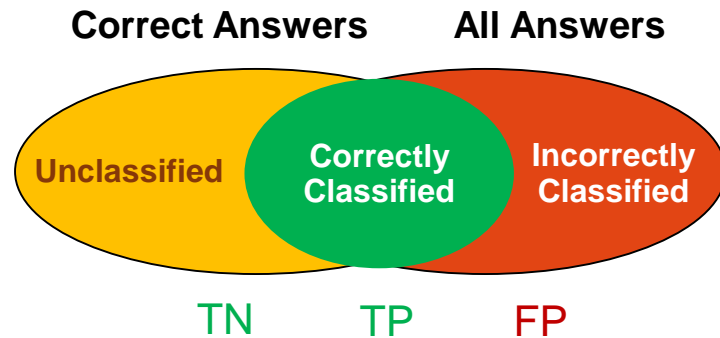 Correct Answers All Answers
Unclassified
Correctly
Classified
Incorrectly
Classified
TN TP FP